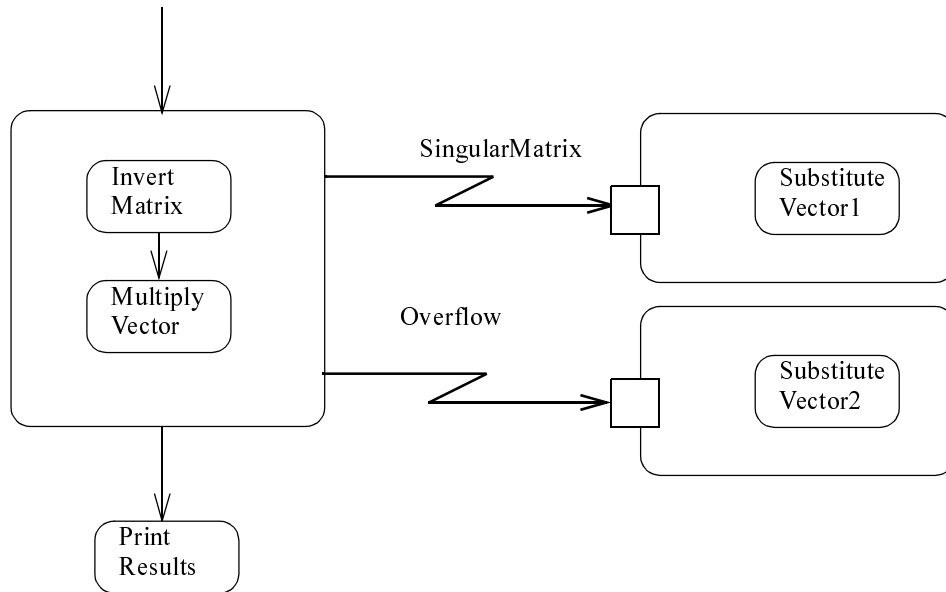 SingularMatrix
Invert
Matrix
Substitute
Vector1
Multiply
Vector
Overflow
Substitute
Vector2
Print
Results